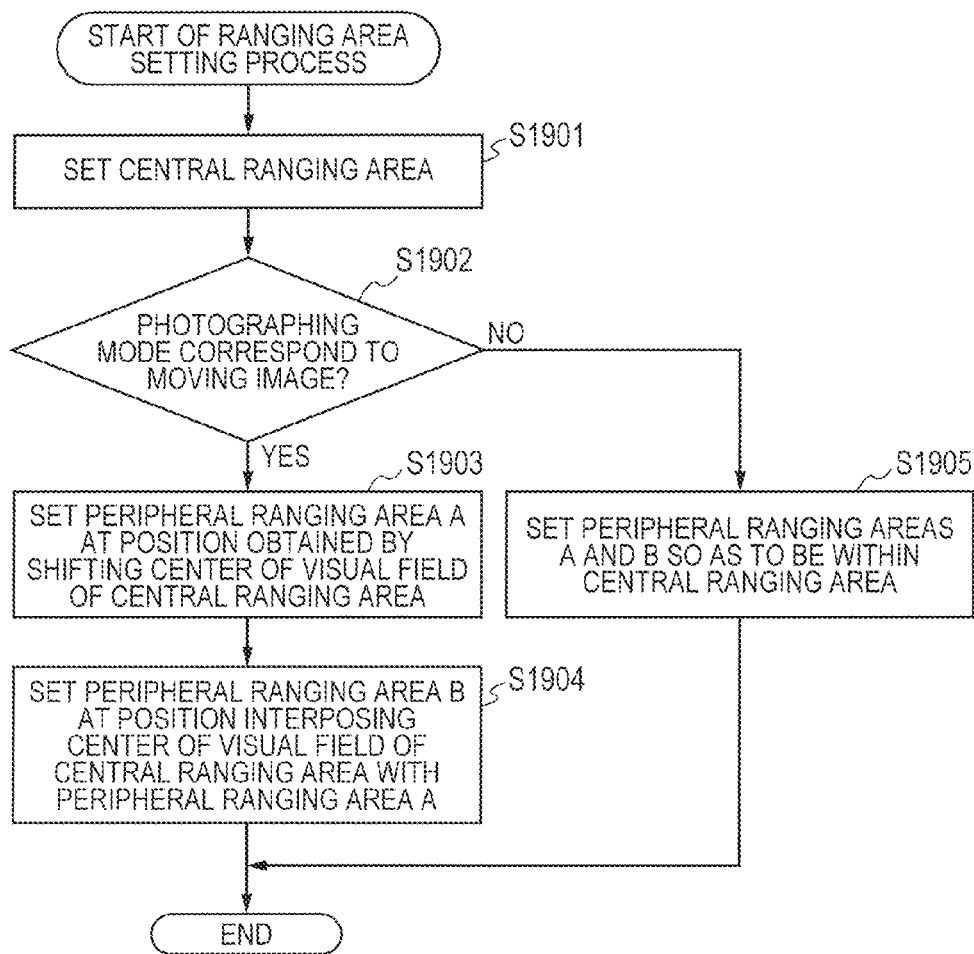 START OF RANGING AREA
SETTING PROCESS
S1901
SET CENTRAL RANGING AREA
S1902
PHOTOGRAPHING
MODE CORRESPOND TO
MOVING IMAGE?
NO
YES
S1903
SET PERIPHERAL RANGING AREA A
AT POSITION OBTAINED BY
SHIFTING CENTER OF VISUAL FIELD
OF CENTRAL RANGING AREA
S1905
SET PERIPHERAL RANGING AREAS
A AND B SO AS TO BE WITHIN
CENTRAL RANGING AREA
S1904
SET PERIPHERAL RANGING AREA B
AT POSITION INTERPOSING
CENTER OF VISUAL FIELD OF
CENTRAL RANGING AREA WITH
PERIPHERAL RANGING AREA A
END